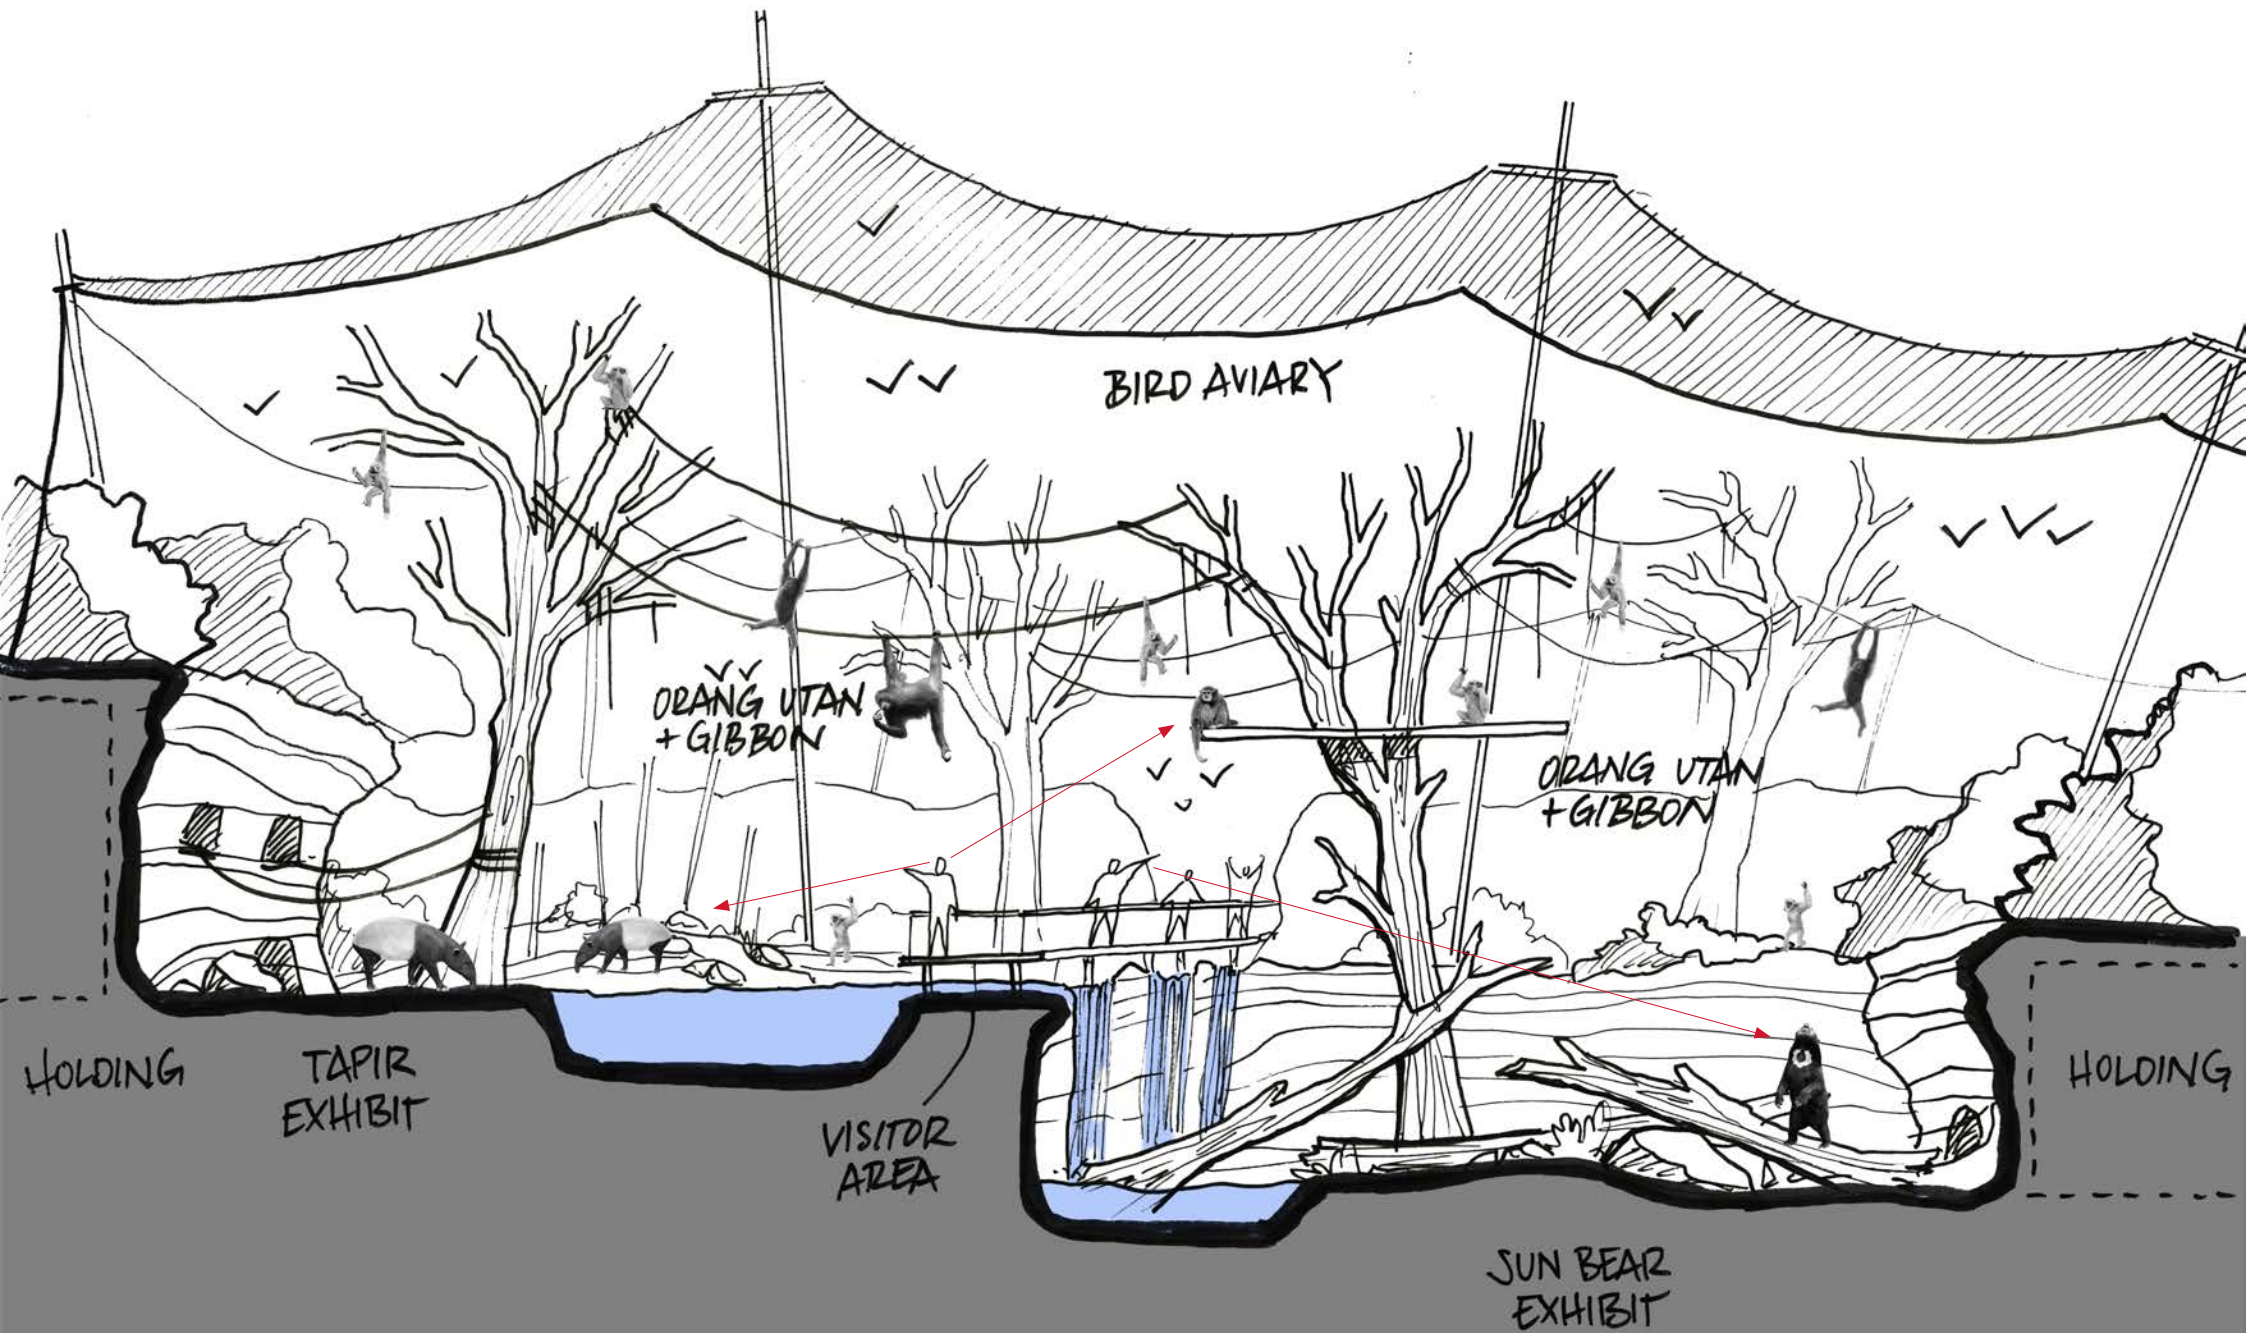 BIRD AVIARY
ORANG UTAN
+ GIBBON
ORANG UTAN
+ GIBBON
HOLDING
TAPIR
EXHIBIT
VISITOR
AREA
HOLDING
SUN BEAR
EXHIBIT